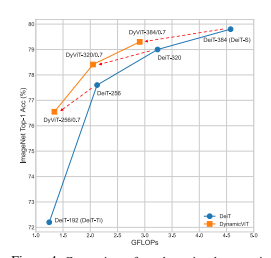 80
79
78
77
76
75
74
73
72
ImageNet Top-1 Acc (%)
DyViT-384/0.7
DeiT-384 (DeiT-S)
DyViT-320/0.7
DeiT-320
DeiT-256
DyViT-256/0.7
DeiT-192 (DeiT-Ti)
DeiT
DynamicViT
1.0 1.5 2.0 2.5 3.0 3.5 4.0 4.5 5.0
GFLOPs